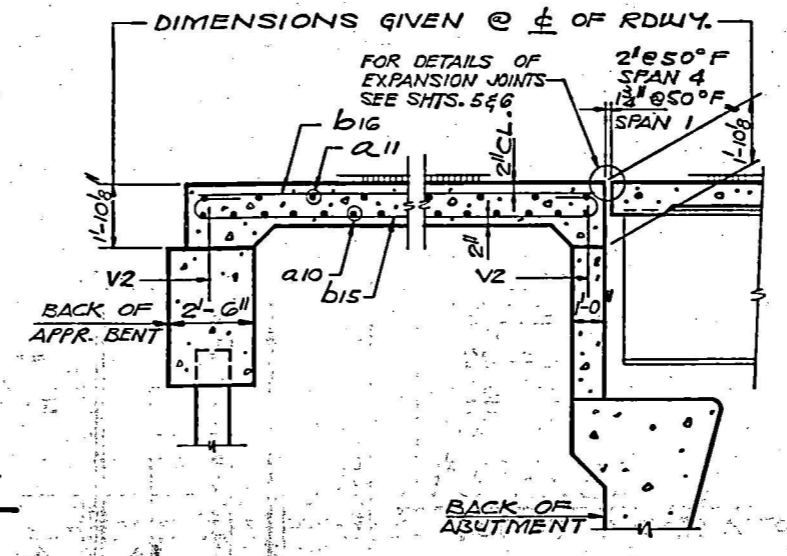 DIMENSIONS GIVEN @ ₵ OF RDWY.
FOR DETAILS OF
EXPANSION JOINTS
SEE SHTS. 5&6
2" @ 50° F
SPAN 4
1¾" @ 50° F
SPAN 1
b16
a11
2" CL.
1'-10⅛"
1'-10⅛"
V2
a10
b15
2"
V2
BACK OF
APPR. BENT
2'-6"
1'-0"
BACK OF
ABUTMENT